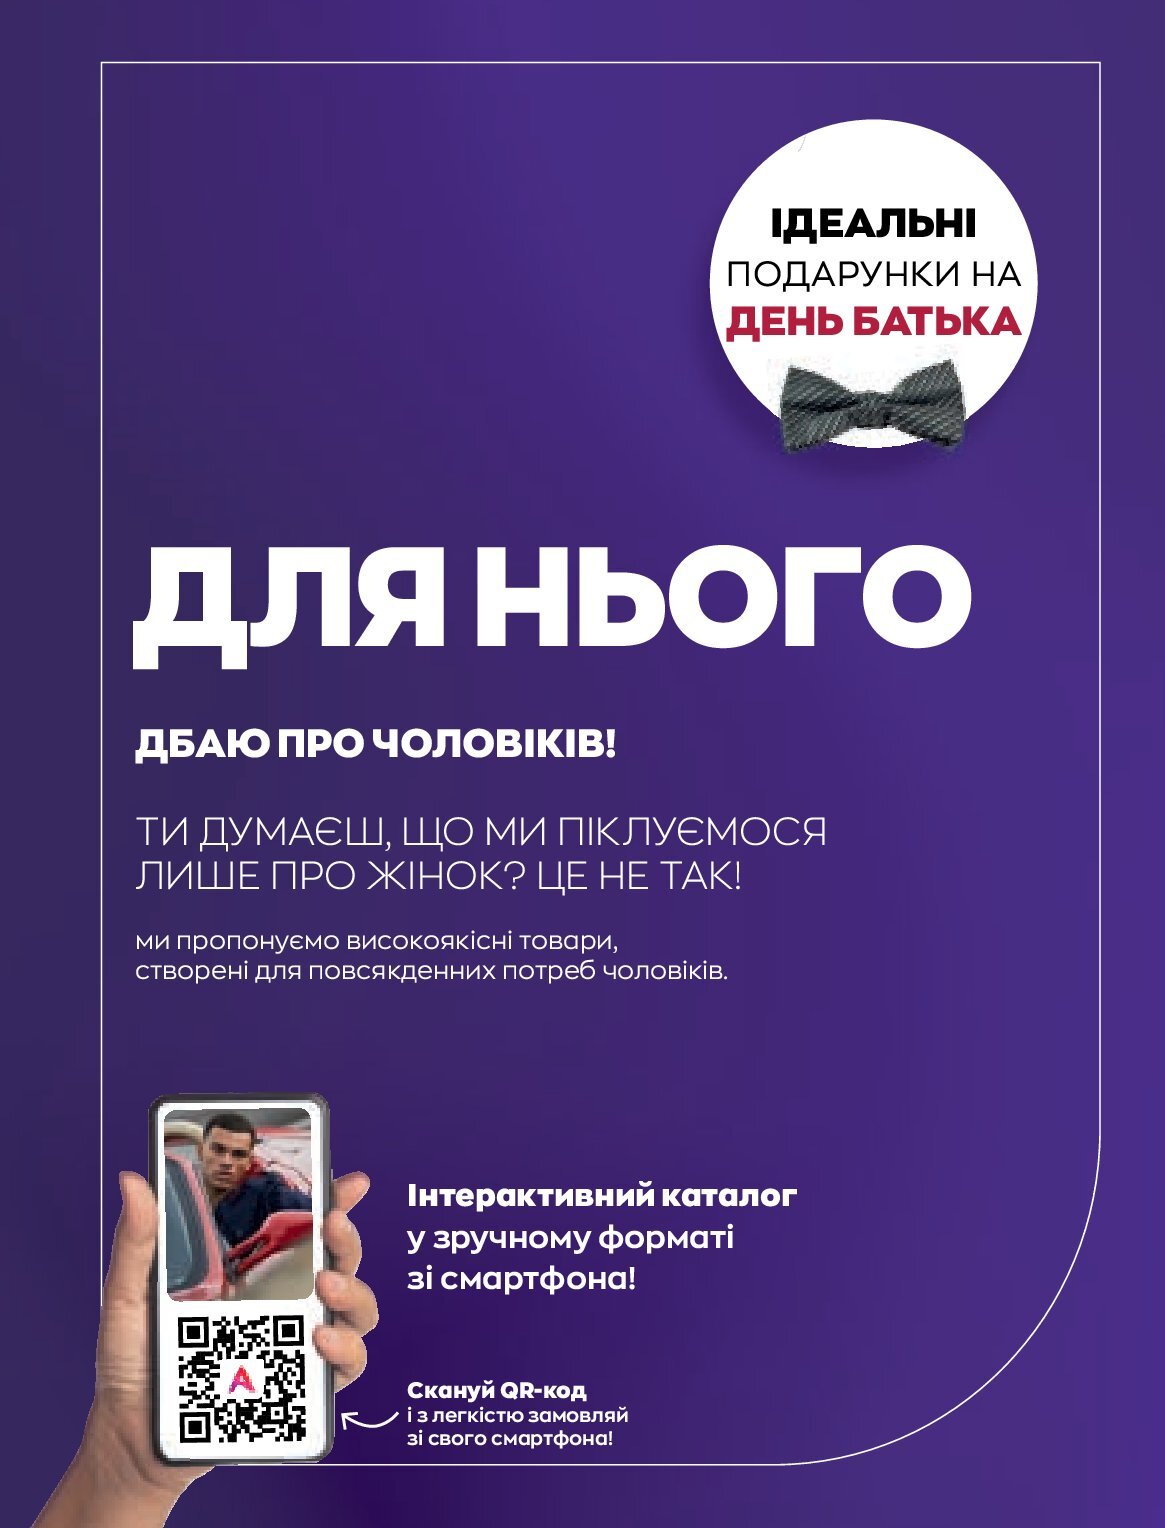 ІДЕАЛЬНІ
ПОДАРУНКИ НА
ДЕНЬ БАТЬКА
ДЛЯ НЬОГО
ДБАЮ ПРО ЧОЛОВІКІВ!
ТИ ДУМАЄШ, ЩО МИ ПІКЛУЄМОСЯ
ЛИШЕ ПРО ЖІНОК? ЦЕ НЕ ТАК!
ми пропонуємо високоякісні товари,
створені для повсякденних потреб чоловіків.
Інтерактивний каталог
у зручному форматі
зі смартфона!
Скануй QR-код
і з легкістю замовляй
зі свого смартфона!